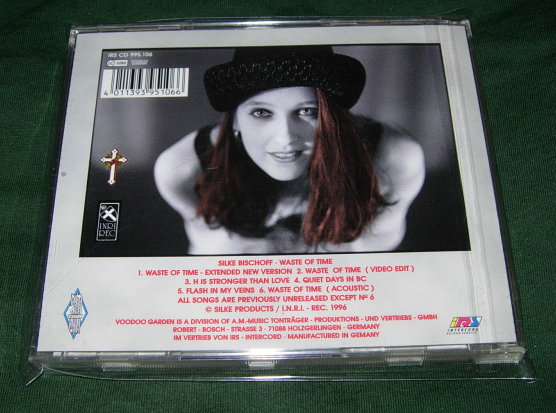 IRS CD 995.106
4 011393 951066
INRI
REC
SILKE BISCHOFF - WASTE OF TIME
1. WASTE OF TIME - EXTENDED NEW VERSION 2. WASTE OF TIME ( VIDEO EDIT )
3. H IS STRONGER THAN LOVE 4. QUIET DAYS IN BC
5. FLASH IN MY VEINS 6. WASTE OF TIME ( ACOUSTIC )
ALL SONGS ARE PREVIOUSLY UNRELEASED EXCEPT Nº 6
© SILKE PRODUCTS / I.N.R.I. - REC. 1996
VOODOO GARDEN IS A DIVISION OF A.M.-MUSIC TONTRÄGER - PRODUKTIONS - UND VERTRIEBS - GMBH
ROBERT - BOSCH - STRASSE 3 - 71088 HOLZGERLINGEN - GERMANY
IM VERTRIEB VON IRS - INTERCORD - MANUFACTURED IN GEMANY
IRS
INTERCORD